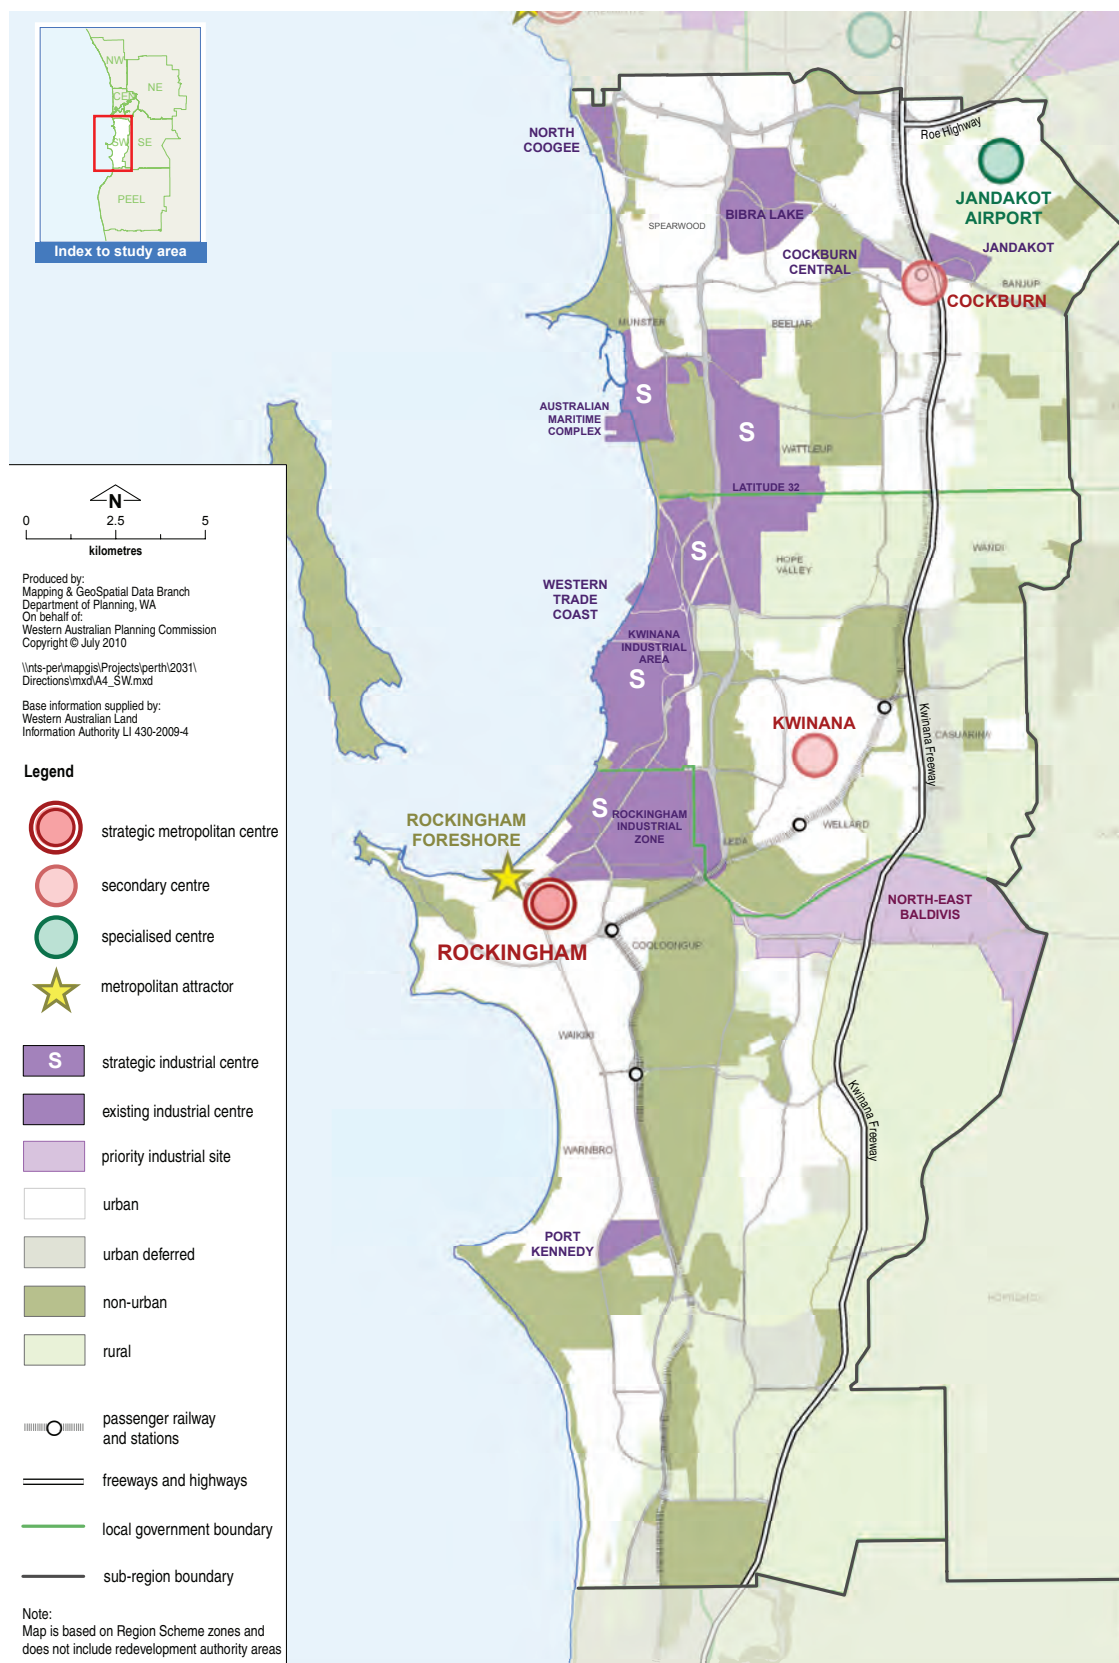 NW
NE
CEN
SW
SE
PEEL
Index to study area
N
0 2.5 5
kilometres
Produced by:
Mapping & GeoSpatial Data Branch
Department of Planning, WA
On behalf of:
Western Australian Planning Commission
Copyright © July 2010
\\nts-per\mapgis\Projects\perth\2031\
Directions\mxd\A4_SW.mxd
Base information supplied by:
Western Australian Land
Information Authority LI 430-2009-4
Legend
strategic metropolitan centre
secondary centre
specialised centre
metropolitan attractor
S strategic industrial centre
existing industrial centre
priority industrial site
urban
urban deferred
non-urban
rural
passenger railway
and stations
freeways and highways
local government boundary
sub-region boundary
Note:
Map is based on Region Scheme zones and
does not include redevelopment authority areas
Roe Highway
NORTH
COOGEE
JANDAKOT
AIRPORT
BIBRA LAKE
SPEARWOOD
COCKBURN
CENTRAL
JANDAKOT
BANJUP
COCKBURN
MUNSTER
BEELIAR
S
AUSTRALIAN
MARITIME
COMPLEX
S
WATTLEUP
LATITUDE 32
S
HOPE
VALLEY
WANDI
WESTERN
TRADE
COAST
KWINANA
INDUSTRIAL
AREA
S
KWINANA
Kwinana Freeway
CASUARINA
S
ROCKINGHAM
INDUSTRIAL
ZONE
ROCKINGHAM
FORESHORE
LEDA
WELLARD
NORTH-EAST
BALDIVIS
ROCKINGHAM
COOLOONGUP
WAIKIKI
Kwinana Freeway
WARNBRO
PORT
KENNEDY